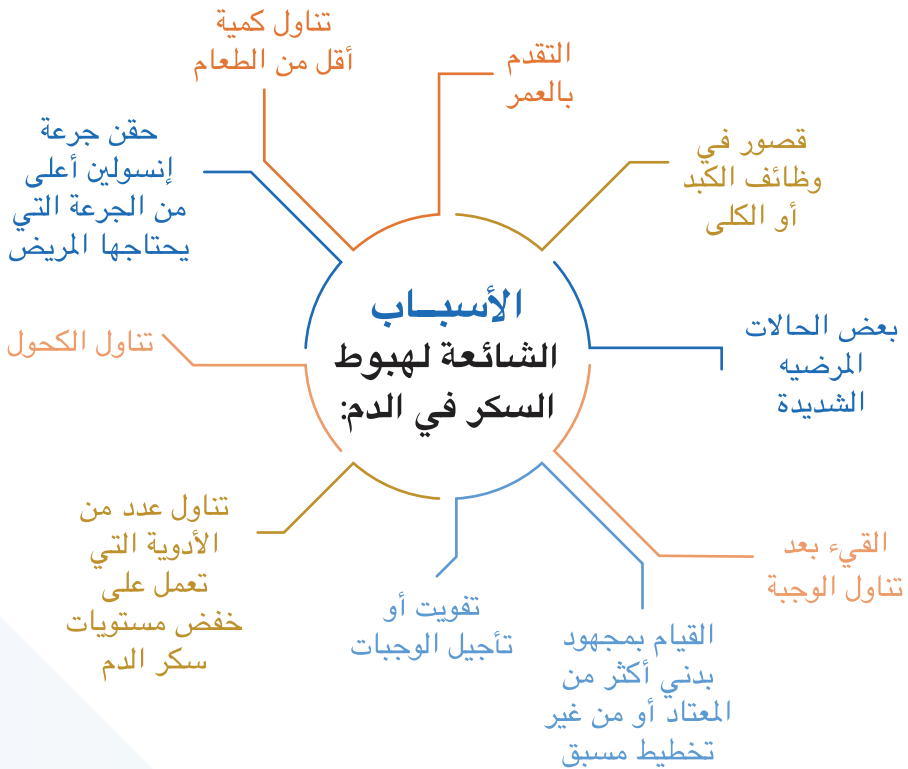 الأسبـــاب
الشائعة لهبوط
السكر في الدم:
التقدم
بالعمر
قصور في
وظائف الكبد
أو الكلى
بعض الحالات
المرضيه
الشديدة
القيء بعد
تناول الوجبة
القيام بمجهود
بدني أكثر من
المعتاد أو من غير
تخطيط مسبق
تفويت أو
تأجيل الوجبات
تناول عدد من
الأدوية التي
تعمل على
خفض مستويات
سكر الدم
تناول الكحول
حقن جرعة
إنسولين أعلى
من الجرعة التي
يحتاجها المريض
تناول كمية
أقل من الطعام